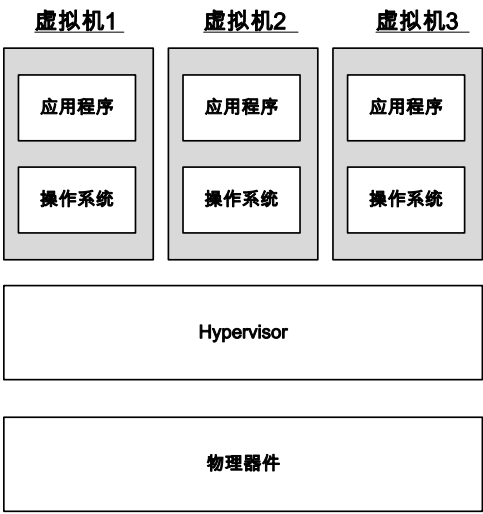 虚拟机1 虚拟机2 虚拟机3
应用程序 应用程序 应用程序
操作系统 操作系统 操作系统
Hypervisor
物理器件